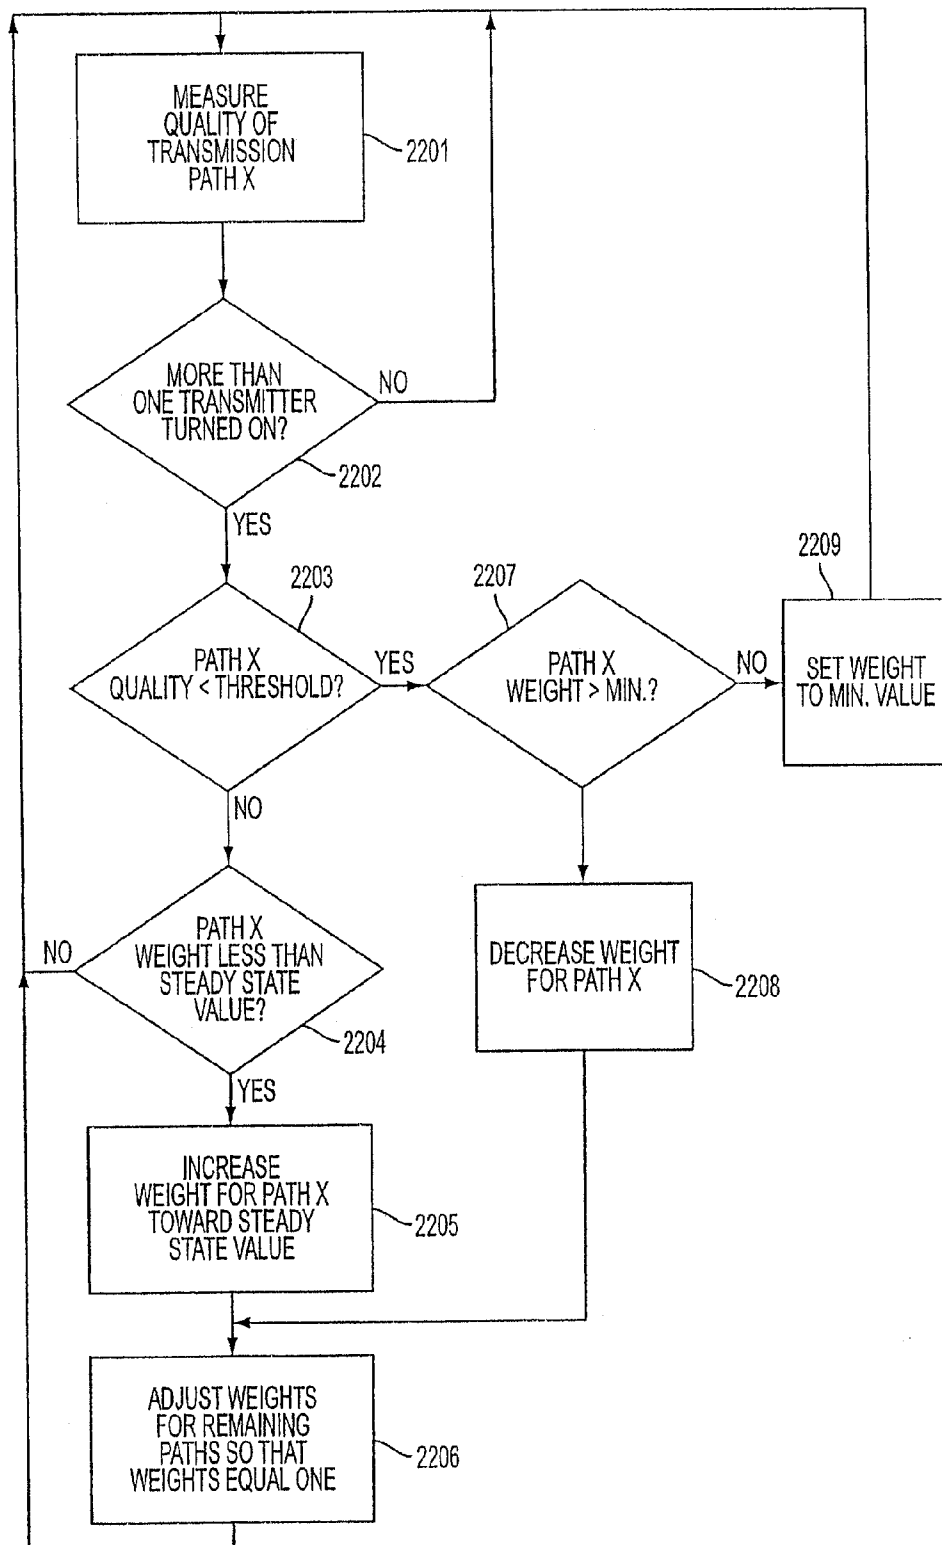 MEASURE
QUALITY OF
TRANSMISSION
PATH X
2201
MORE THAN
ONE TRANSMITTER
TURNED ON?
NO
2202
YES
2203
PATH X
QUALITY < THRESHOLD?
YES
2207
PATH X
WEIGHT > MIN.?
NO
2209
SET WEIGHT
TO MIN. VALUE
NO
PATH X
WEIGHT LESS THAN
STEADY STATE
VALUE?
NO
2204
YES
DECREASE WEIGHT
FOR PATH X
2208
INCREASE
WEIGHT FOR PATH X
TOWARD STEADY
STATE VALUE
2205
ADJUST WEIGHTS
FOR REMAINING
PATHS SO THAT
WEIGHTS EQUAL ONE
2206